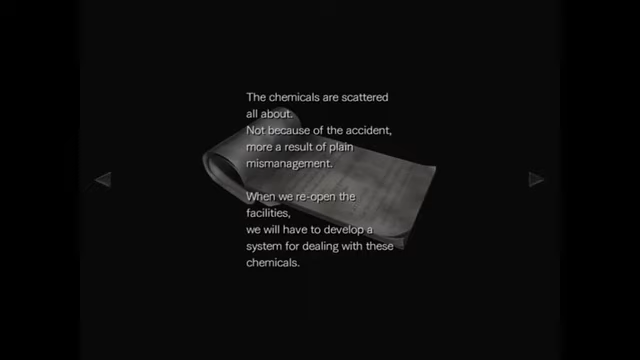 The chemicals are scattered
all about.
Not because of the accident,
more a result of plain
mismanagement.
When we re-open the
facilities,
we will have to develop a
system for dealing with these
chemicals.